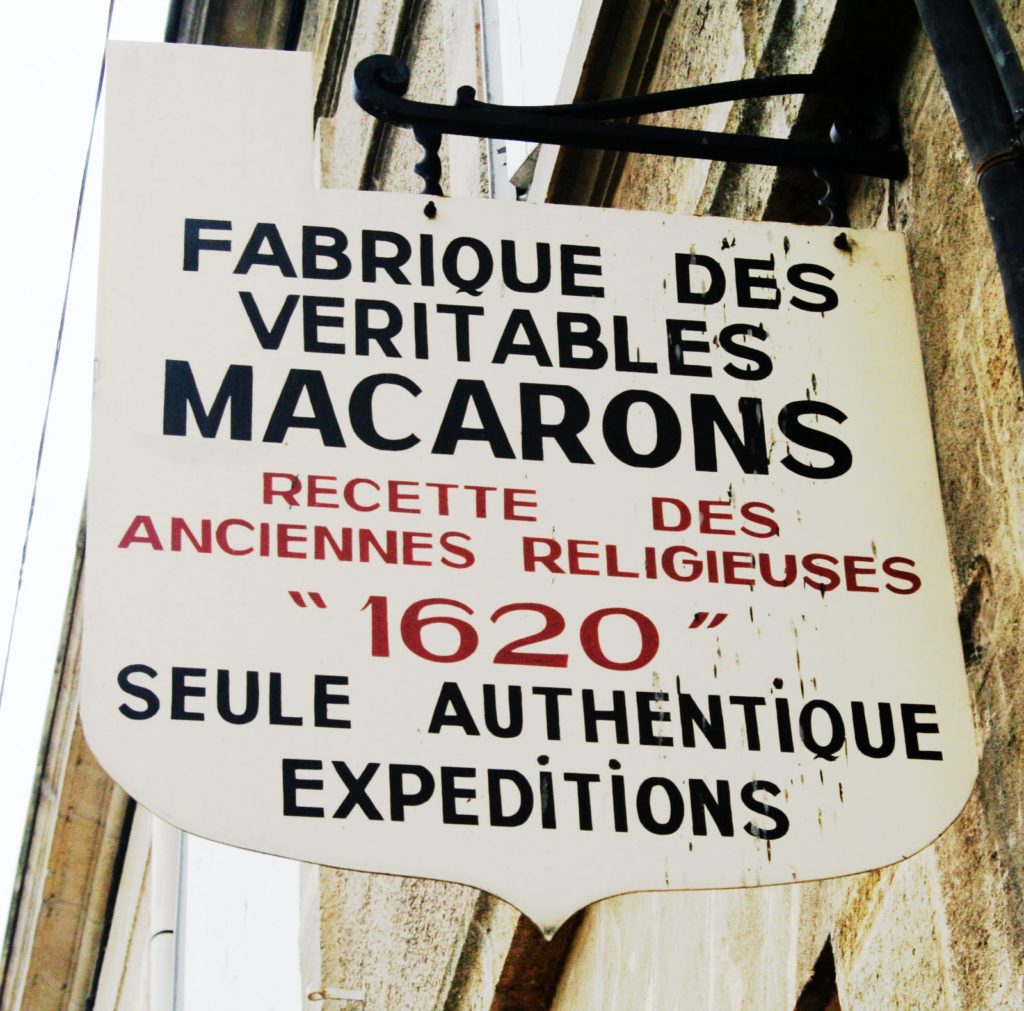 FABRIQUE DES
VERITABLES
MACARONS
RECETTE DES
ANCIENNES RELIGIEUSES
"1620"
SEULE AUTHENTiQUE
EXPEDiTiONS